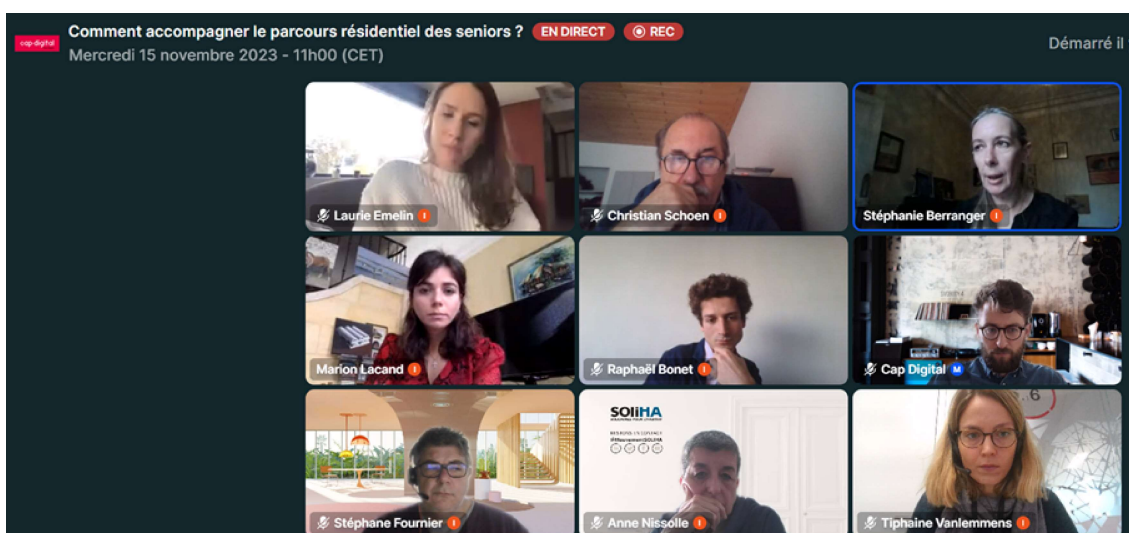 cap digital
Comment accompagner le parcours résidentiel des seniors ? EN DIRECT REC
Mercredi 15 novembre 2023 - 11h00 (CET)
Démarré il
Laurie Emelin I
Christian Schoen I
Stéphanie Berranger I
Marion Lacand I
Raphaël Bonet I
Cap Digital M
SOLIHA
Stéphane Fournier I
Anne Nissolle I
6
Tiphaine Vanlemmens I